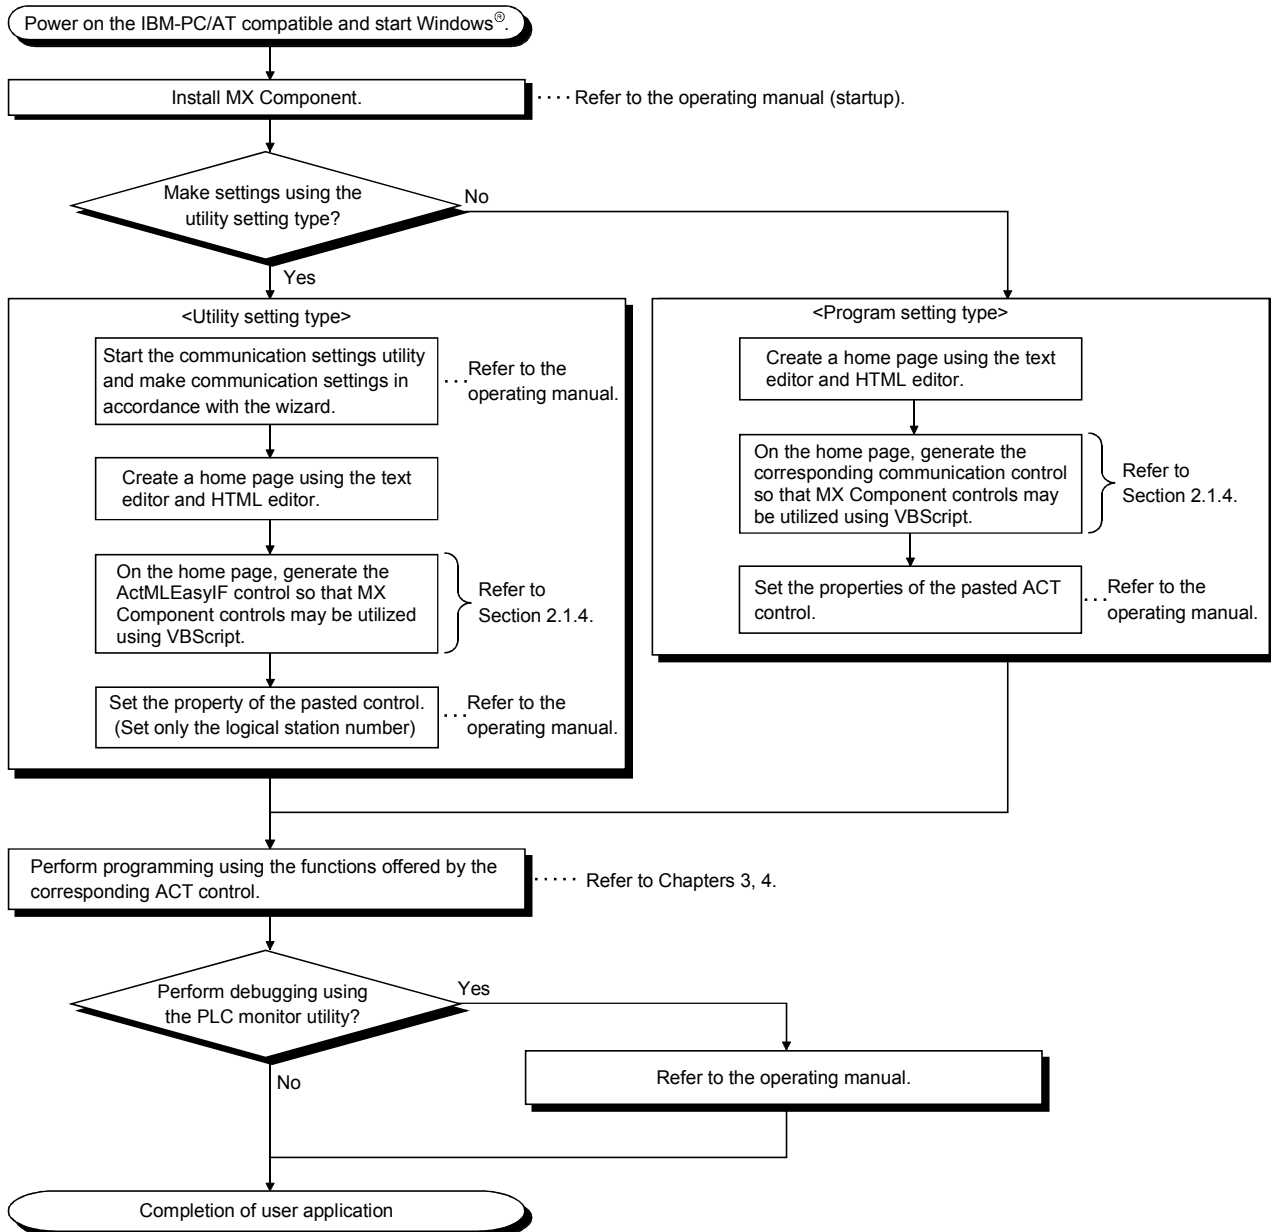 Power on the IBM-PC/AT compatible and start Windows®.
Install MX Component.
···· Refer to the operating manual (startup).
Make settings using the
utility setting type?
No
Yes
<Utility setting type>
Start the communication settings utility
and make communication settings in
accordance with the wizard.
··· Refer to the
operating manual.
Create a home page using the text
editor and HTML editor.
On the home page, generate the
ActMLEasyIF control so that MX
Component controls may be utilized
using VBScript.
Refer to
Section 2.1.4.
Set the property of the pasted control.
(Set only the logical station number)
··· Refer to the
operating manual.
<Program setting type>
Create a home page using the text
editor and HTML editor.
On the home page, generate the
corresponding communication control
so that MX Component controls may
be utilized using VBScript.
Refer to
Section 2.1.4.
Set the properties of the pasted ACT
control.
··· Refer to the
operating manual.
Perform programming using the functions offered by the
corresponding ACT control.
····· Refer to Chapters 3, 4.
Perform debugging using
the PLC monitor utility?
Yes
No
Refer to the operating manual.
Completion of user application